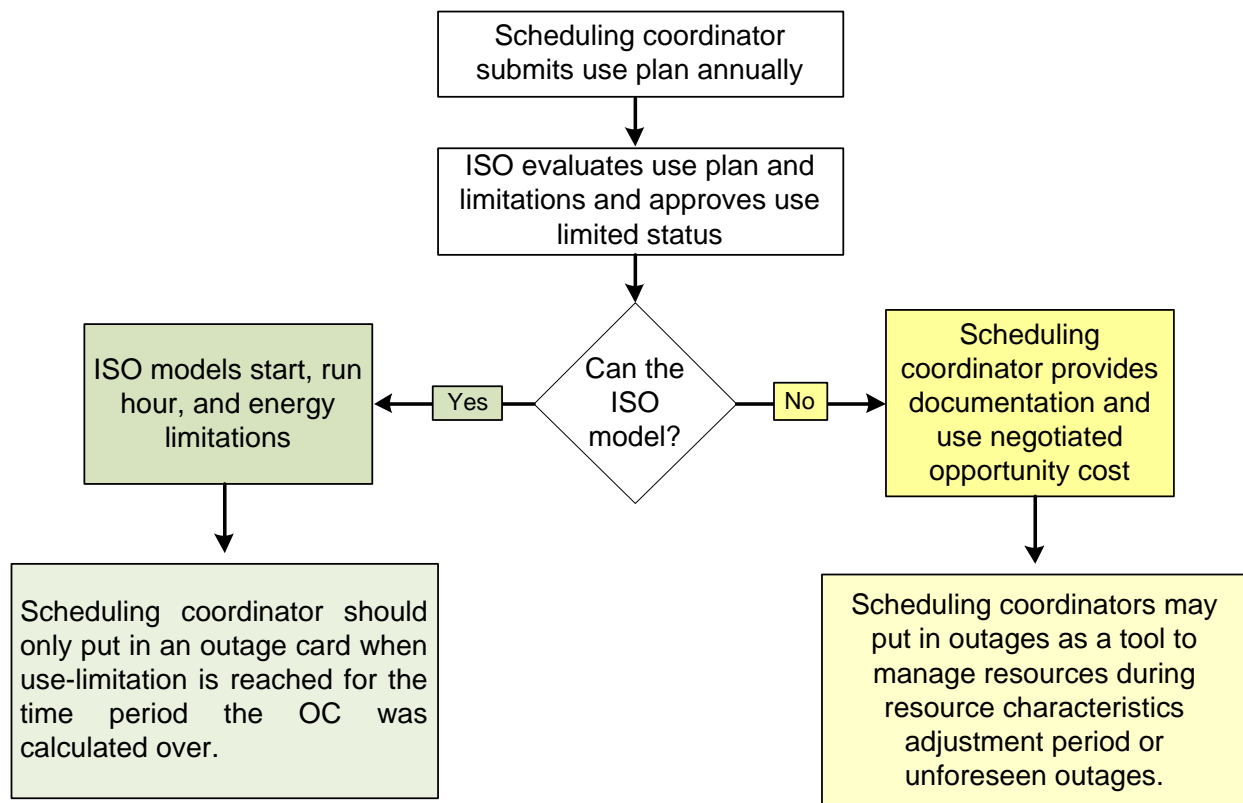 Scheduling coordinator
submits use plan annually
ISO evaluates use plan and
limitations and approves use
limited status
Can the
ISO
model?
Yes
No
ISO models start, run
hour, and energy
limitations
Scheduling
coordinator provides
documentation and
use negotiated
opportunity cost
Scheduling coordinator should
only put in an outage card when
use-limitation is reached for the
time period the OC was
calculated over.
Scheduling coordinators may
put in outages as a tool to
manage resources during
resource characteristics
adjustment period or
unforeseen outages.